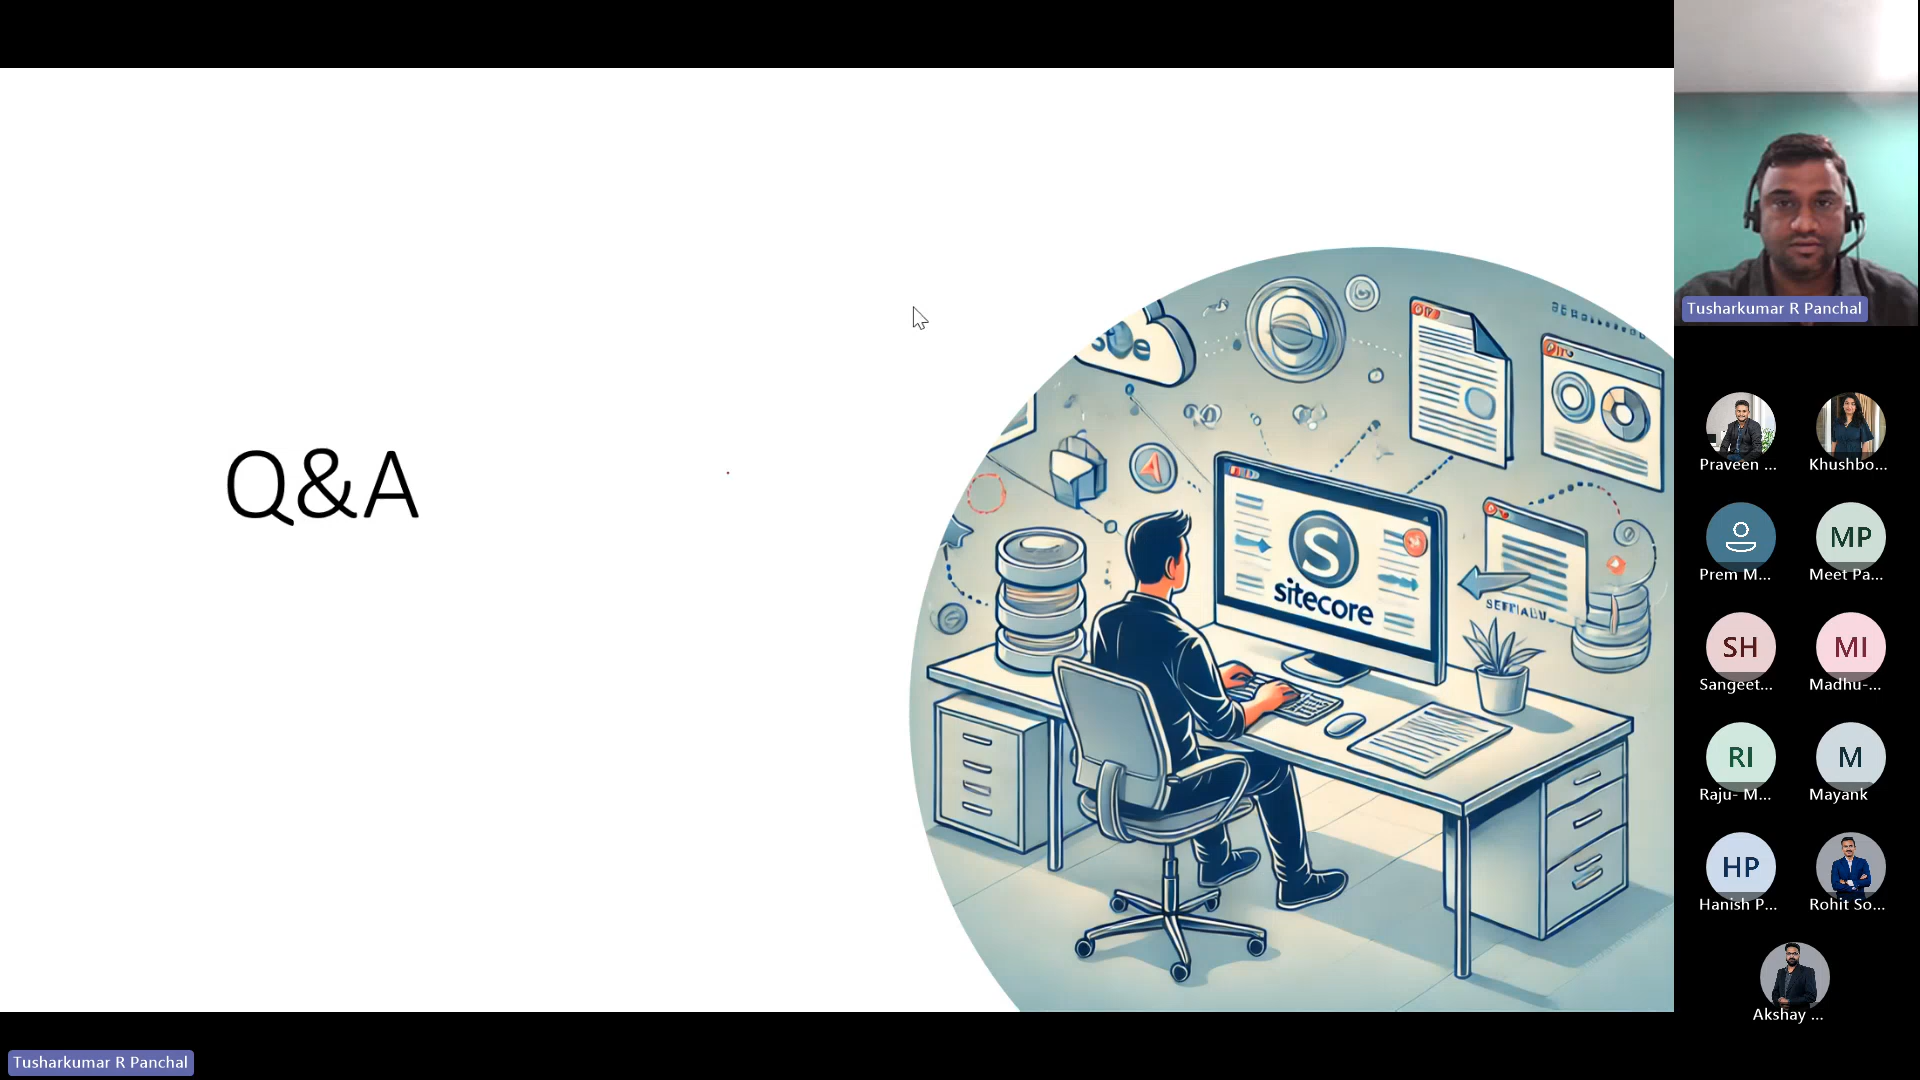 Q&A
sitecore
Tusharkumar R Panchal
Praveen ...
Khushbo...
Prem M...
MP
Meet Pa...
SH
Sangeet...
MI
Madhu-...
RI
Raju- M...
M
Mayank
HP
Hanish P...
Rohit So...
Akshay ...
Tusharkumar R Panchal